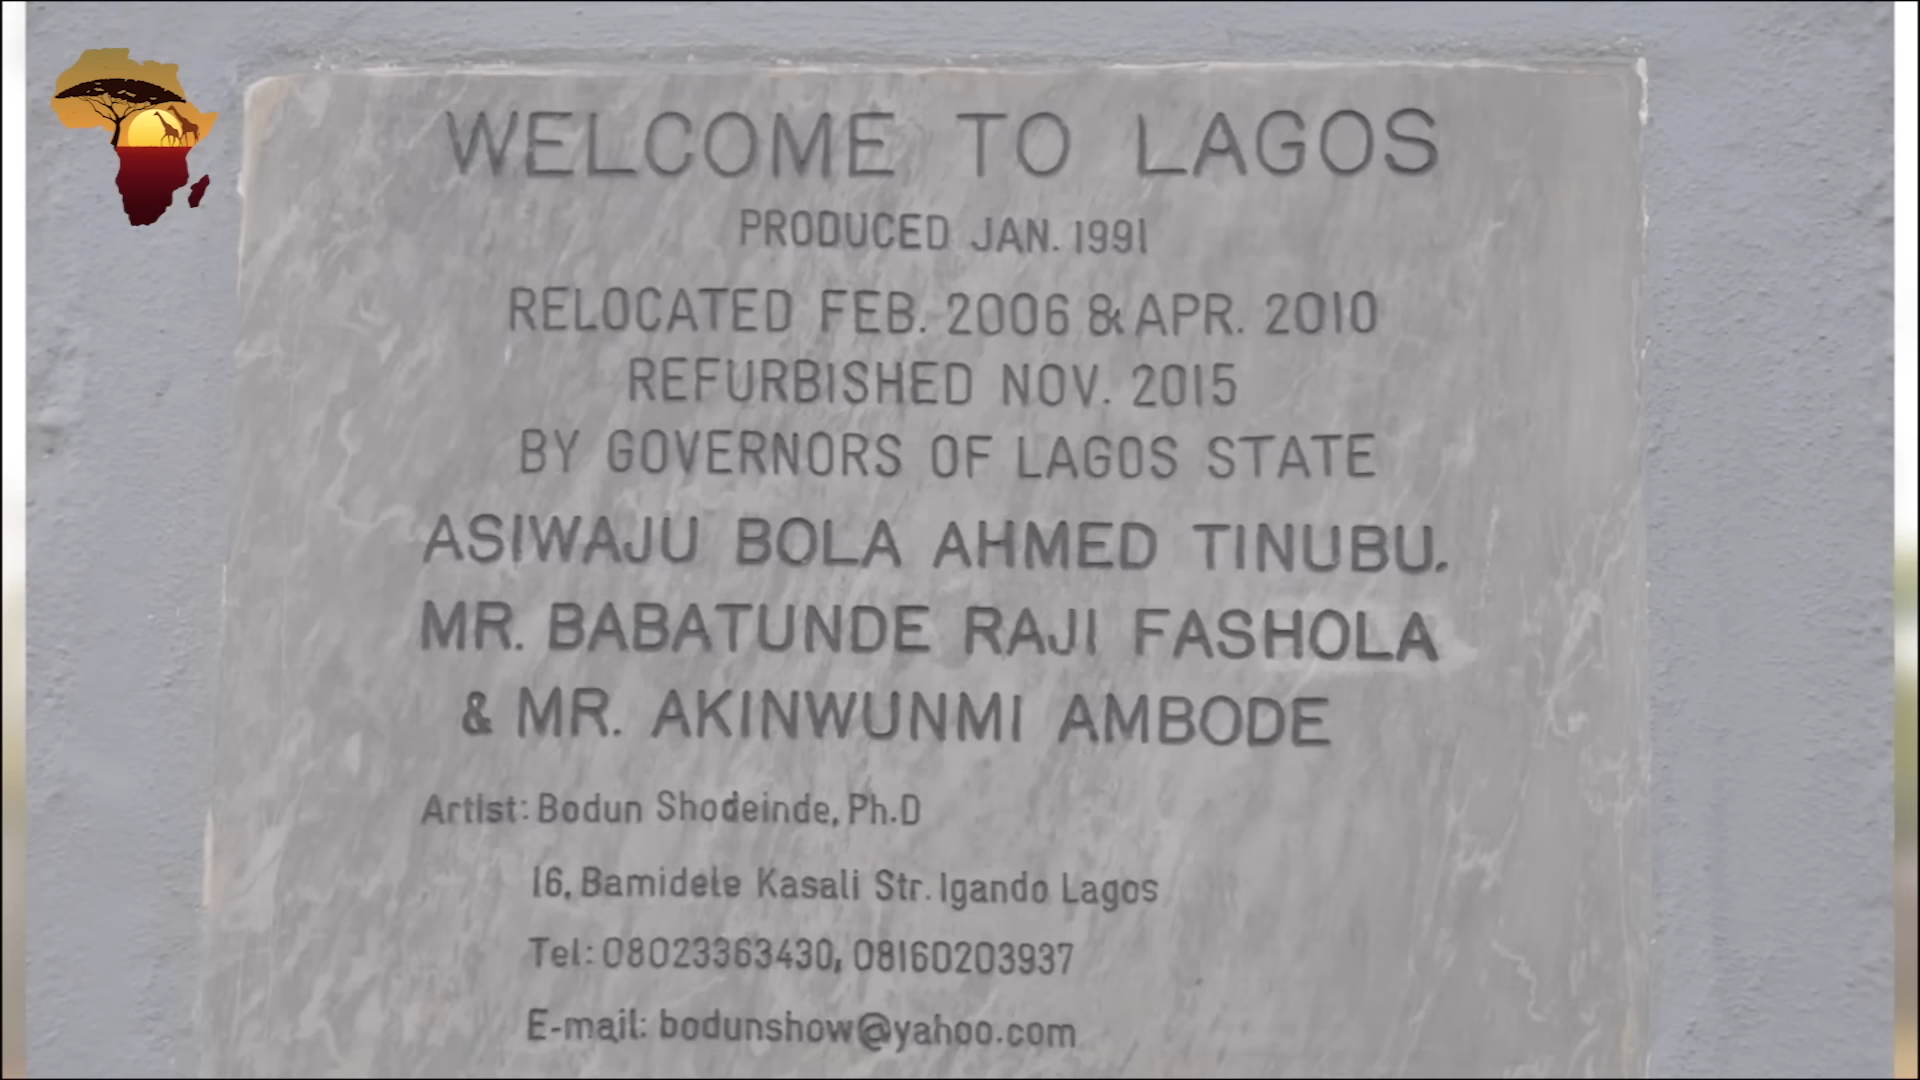 WELCOME TO LAGOS
PRODUCED JAN. 1991
RELOCATED FEB. 2006 & APR. 2010
REFURBISHED NOV. 2015
BY GOVERNORS OF LAGOS STATE
ASIWAJU BOLA AHMED TINUBU.
MR. BABATUNDE RAJI FASHOLA
& MR. AKINWUNMI AMBODE
Artist: Bodun Shodeinde, Ph.D
16, Bamidele Kasali Str. Igando Lagos
Tel: 08023363430, 08160203937
E-mail: bodunshow@yahoo.com